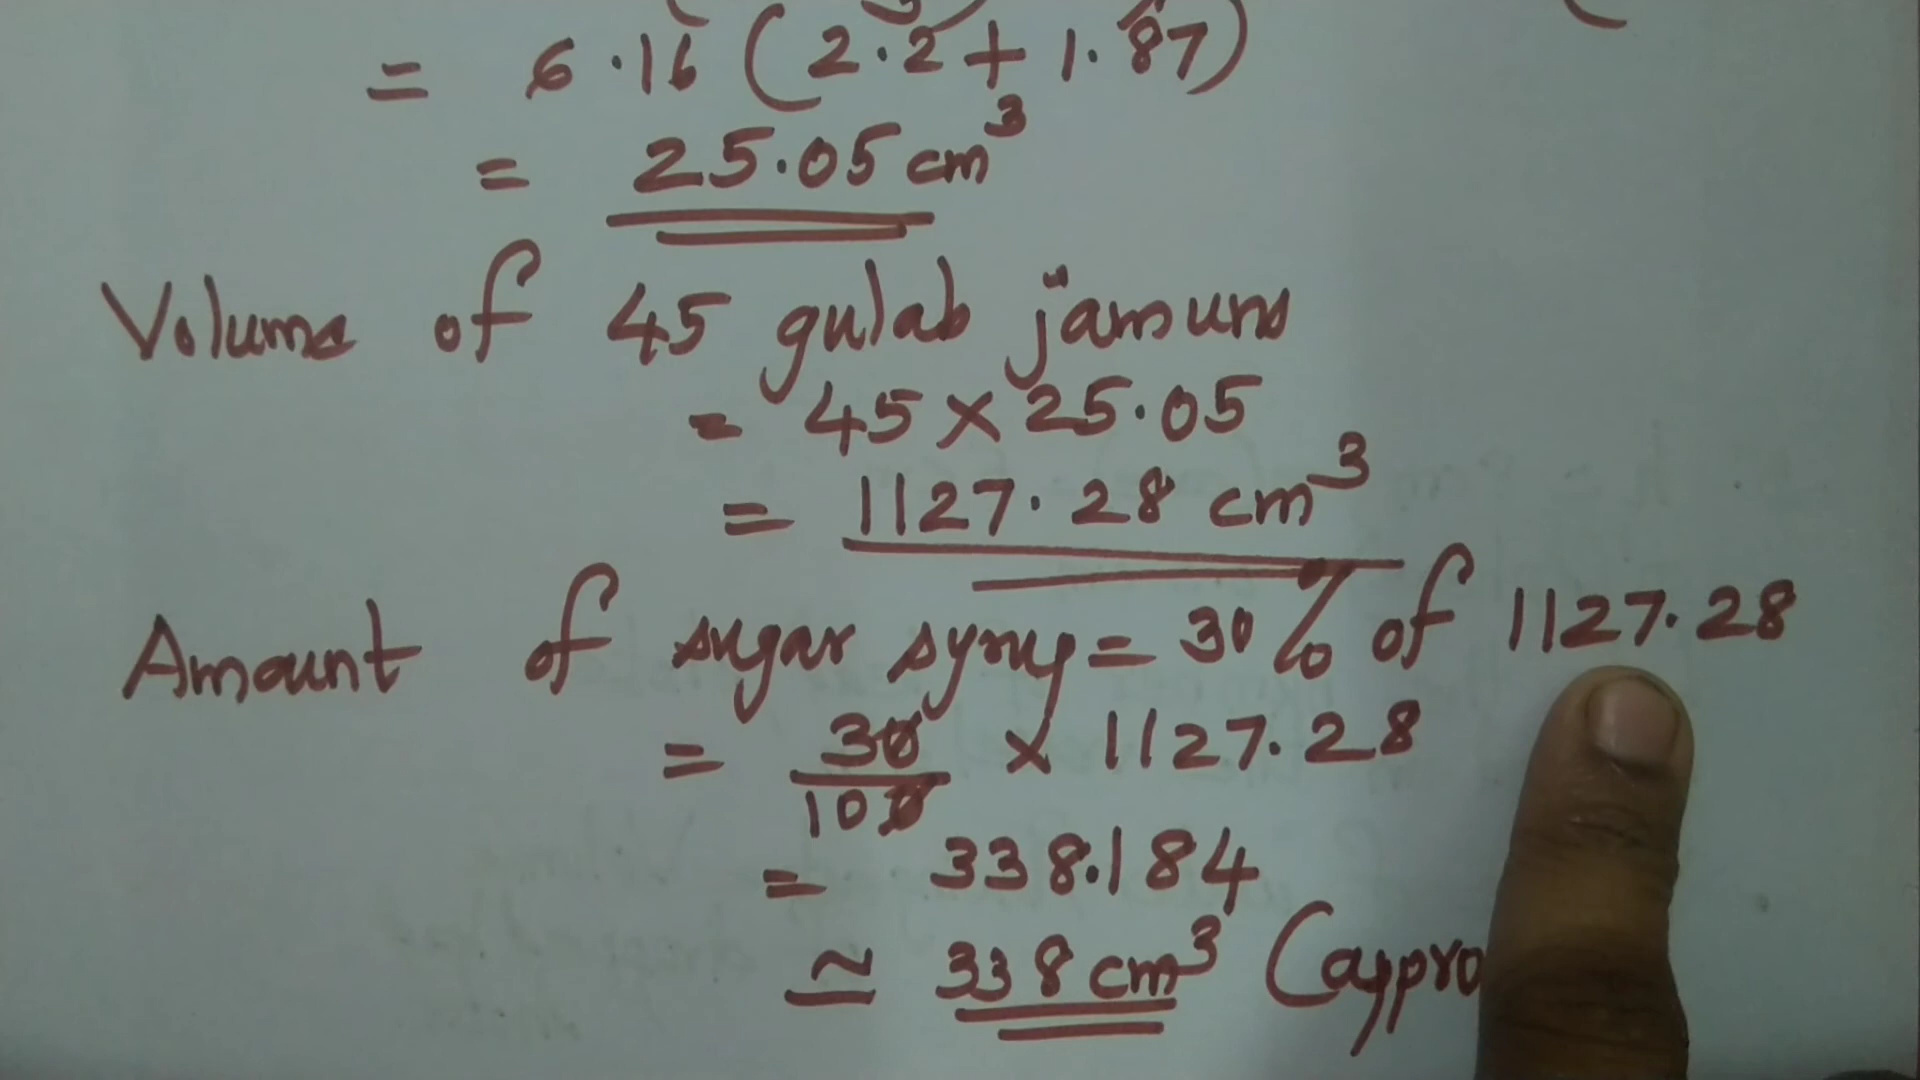 = 6.16 (2.2 + 1.87)
= 25.05 cm³
Volume of 45 gulab jamuns
= 45 × 25.05
= 1127.28 cm³
Amount of sugar syrup = 30% of 1127.28
= 30/100 × 1127.28
= 338.184
≃ 338 cm³ (appro